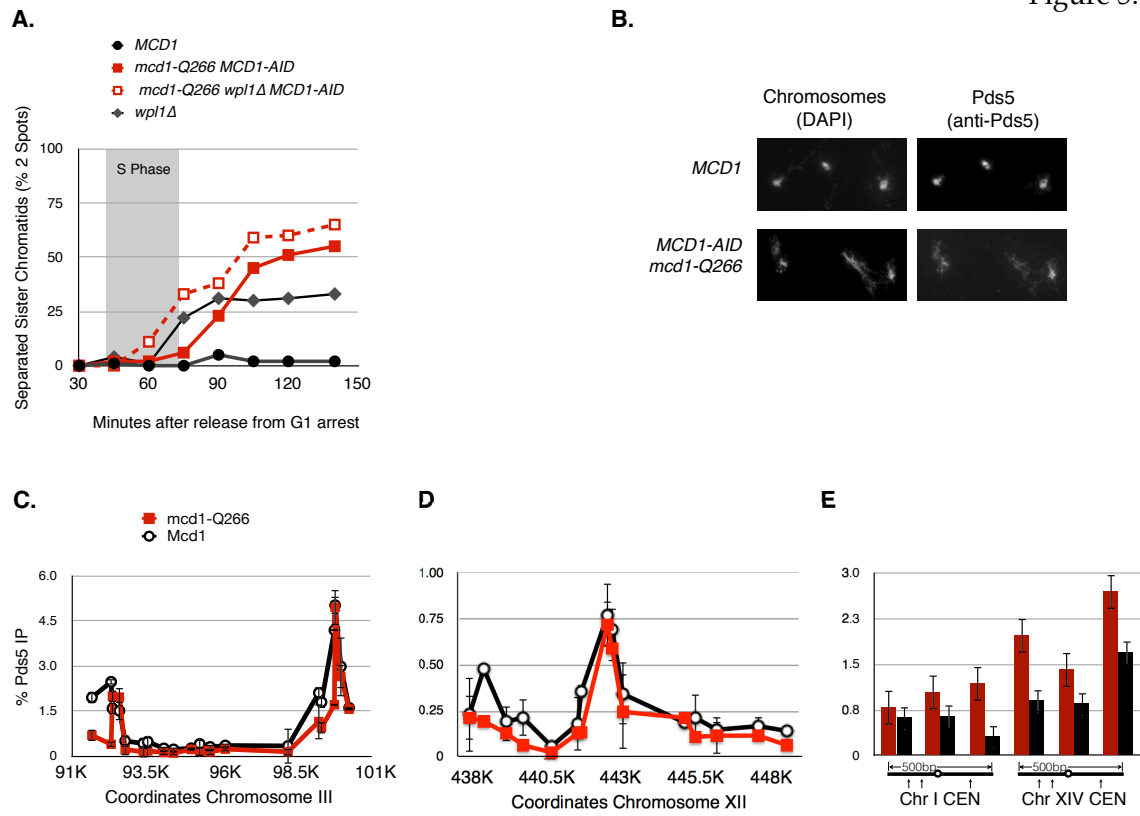 Figure 3.
A.
MCD1
mcd1-Q266 MCD1-AID
mcd1-Q266 wpl1Δ MCD1-AID
wpl1Δ
Separated Sister Chromatids (% 2 Spots)
100
75
50
25
0
S Phase
30
60
90
120
150
Minutes after release from G1 arrest
B.
Chromosomes
(DAPI)
Pds5
(anti-Pds5)
MCD1
MCD1-AID
mcd1-Q266
C.
mcd1-Q266
Mcd1
% Pds5 IP
6.0
4.5
3.0
1.5
0
91K
93.5K
96K
98.5K
101K
Coordinates Chromosome III
D
1.00
0.75
0.50
0.25
0
438K
440.5K
443K
445.5K
448K
Coordinates Chromosome XII
E
3.0
2.3
1.5
0.8
0
500bp
500bp
Chr I CEN
Chr XIV CEN